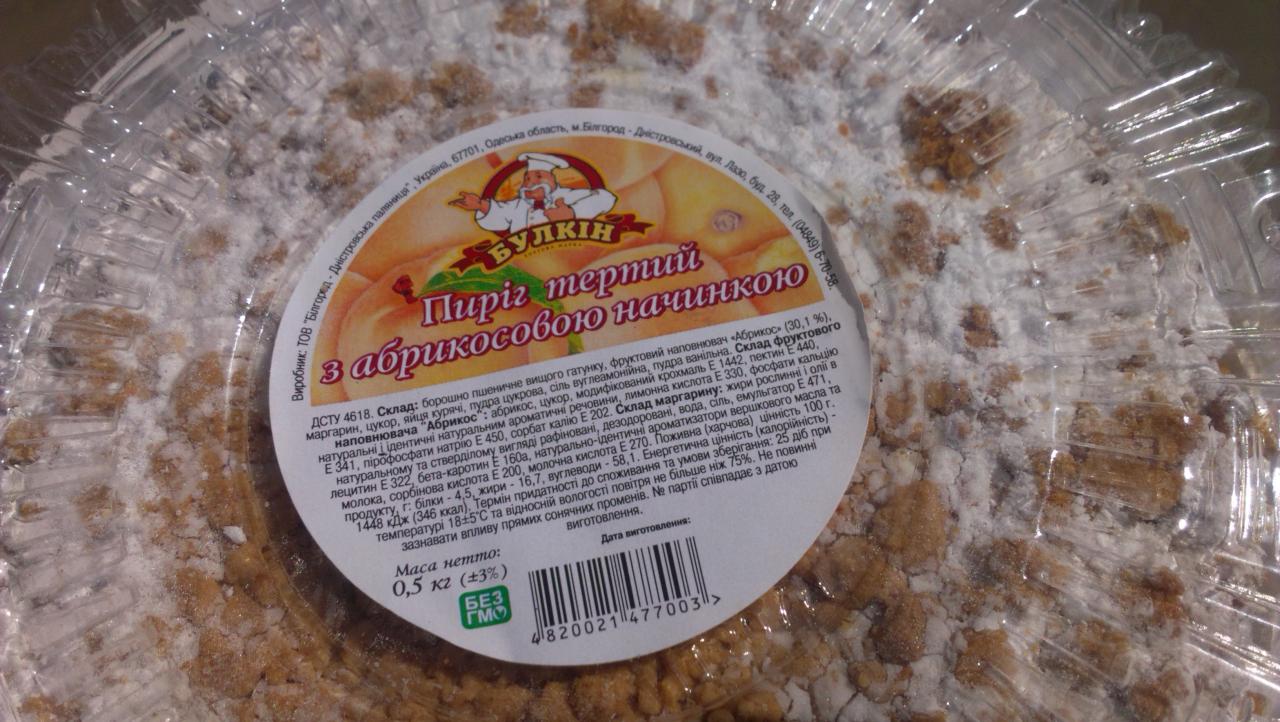 Виробник: ТОВ "Білгород - Дністровська паляниця", Україна, 67701, Одеська область, м.Білгород - Дністровський, вул. Лазо, буд. 28, тел. (04849) 6-70-58.
БУЛКІН
ТОРГОВА МАРКА
Пиріг тертий
з абрикосовою начинкою
ДСТУ 4618. Склад: борошно пшеничне вищого гатунку, фруктовий наповнювач «Абрикос» (30,1 %),
маргарин, цукор, яйця курячі, пудра цукрова, сіль вуглеамонійна, пудра ванільна. Склад фруктового
наповнювача "Абрикос": абрикос, цукор, модифікований крохмаль Е 1442, пектин Е 440,
натуральні і ідентичні натуральним ароматичні речовини, лимонна кислота Е 330, фосфати кальцію
Е 341, пірофосфати натрію Е 450, сорбат калію Е 202. Склад маргарину: жири рослинні і олії в
натуральному та стверділому вигляді рафіновані, дезодоровані, вода, сіль, емульгатор Е 471,
лецитин Е 322, бета-каротин Е 160а, натурально-ідентичні ароматизатори вершкового масла та
молока, сорбінова кислота Е 200, молочна кислота Е 270. Поживна (харчова) цінність 100 г.
продукту, г: білки - 4,5, жири - 16,7, вуглеводи - 58,1. Енергетична цінність (калорійність) -
1448 кДж (346 ккал). Термін придатності до споживання та умови зберігання: 25 діб при
температурі 18±5°С та відносній вологості повітря не більше ніж 75%. Не повинні
зазнавати впливу прямих сонячних променів. № партії співпадає з датою
виготовлення.
Маса нетто:
0,5 кг (±3%)
Дата виготовлення:
БЕЗ
ГМО
4820021477003>